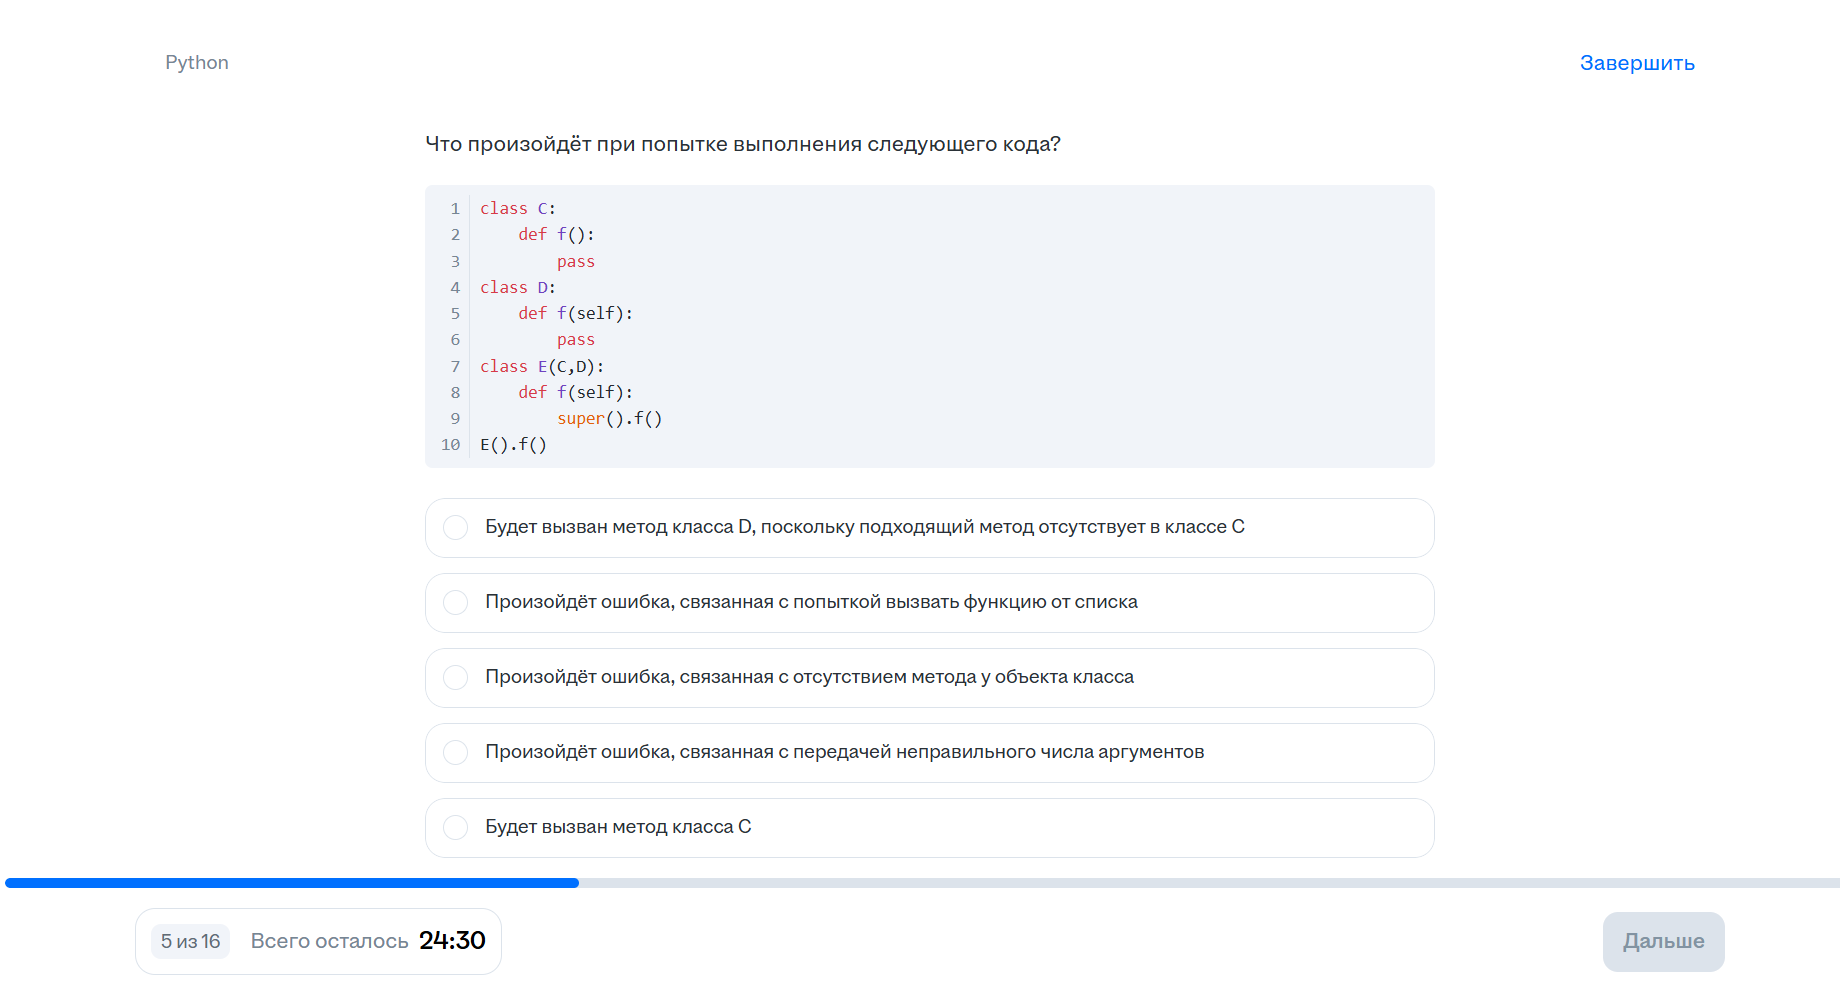 Python
Завершить
Что произойдёт при попытке выполнения следующего кода?
1 class C:
2     def f():
3         pass
4 class D:
5     def f(self):
6         pass
7 class E(C,D):
8     def f(self):
9         super().f()
10 E().f()
Будет вызван метод класса D, поскольку подходящий метод отсутствует в классе C
Произойдёт ошибка, связанная с попыткой вызвать функцию от списка
Произойдёт ошибка, связанная с отсутствием метода у объекта класса
Произойдёт ошибка, связанная с передачей неправильного числа аргументов
Будет вызван метод класса C
5 из 16 Всего осталось 24:30
Дальше